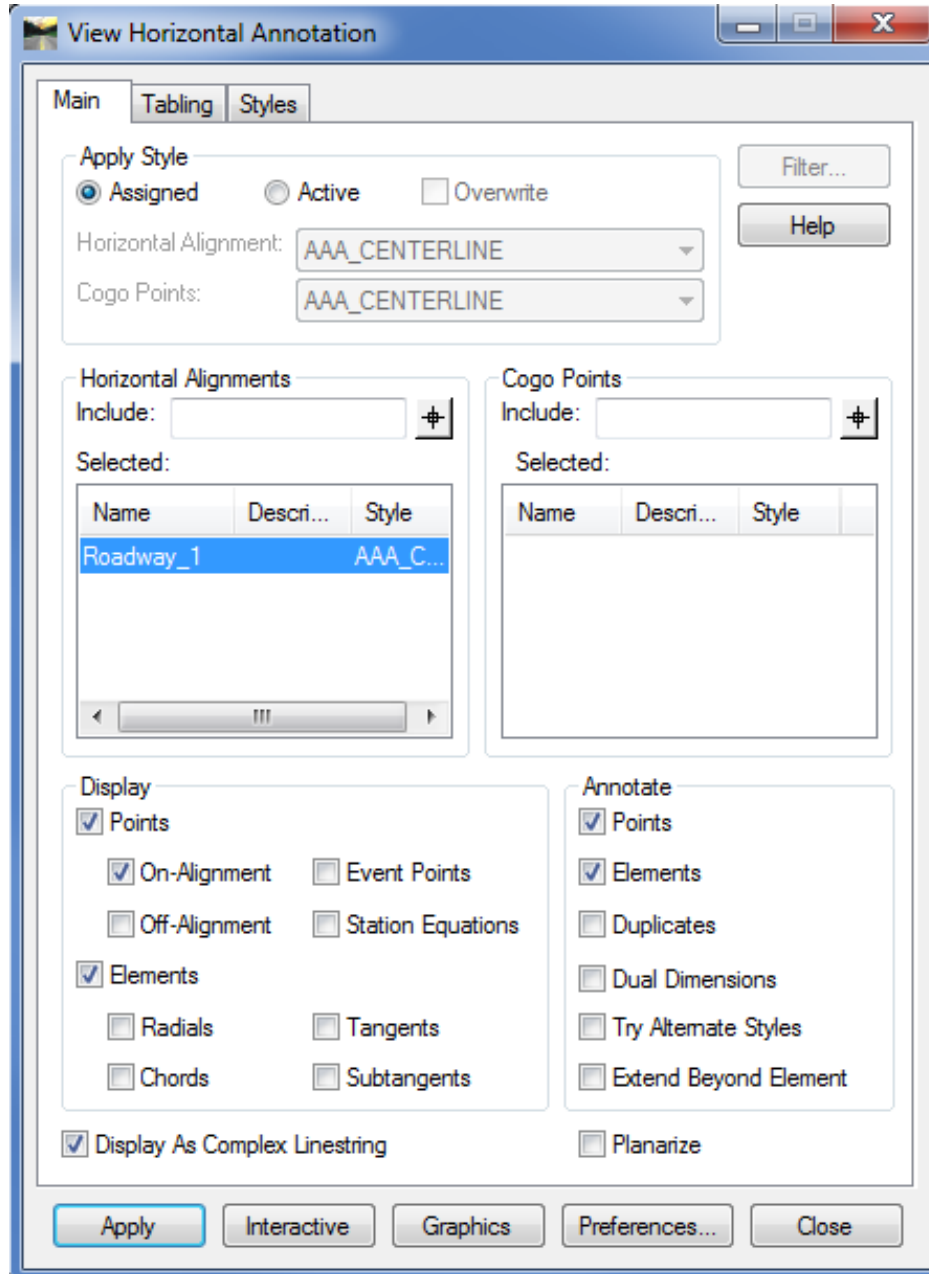 View Horizontal Annotation
Main Tabling Styles
Apply Style
Assigned Active Overwrite
Filter...
Help
Horizontal Alignment: AAA_CENTERLINE
Cogo Points: AAA_CENTERLINE
Horizontal Alignments
Include:
Selected:
Name Descri... Style
Roadway_1 AAA_C...
Cogo Points
Include:
Selected:
Name Descri... Style
Display
Points
On-Alignment Event Points
Off-Alignment Station Equations
Elements
Radials Tangents
Chords Subtangents
Annotate
Points
Elements
Duplicates
Dual Dimensions
Try Alternate Styles
Extend Beyond Element
Display As Complex Linestring Planarize
Apply Interactive Graphics Preferences... Close